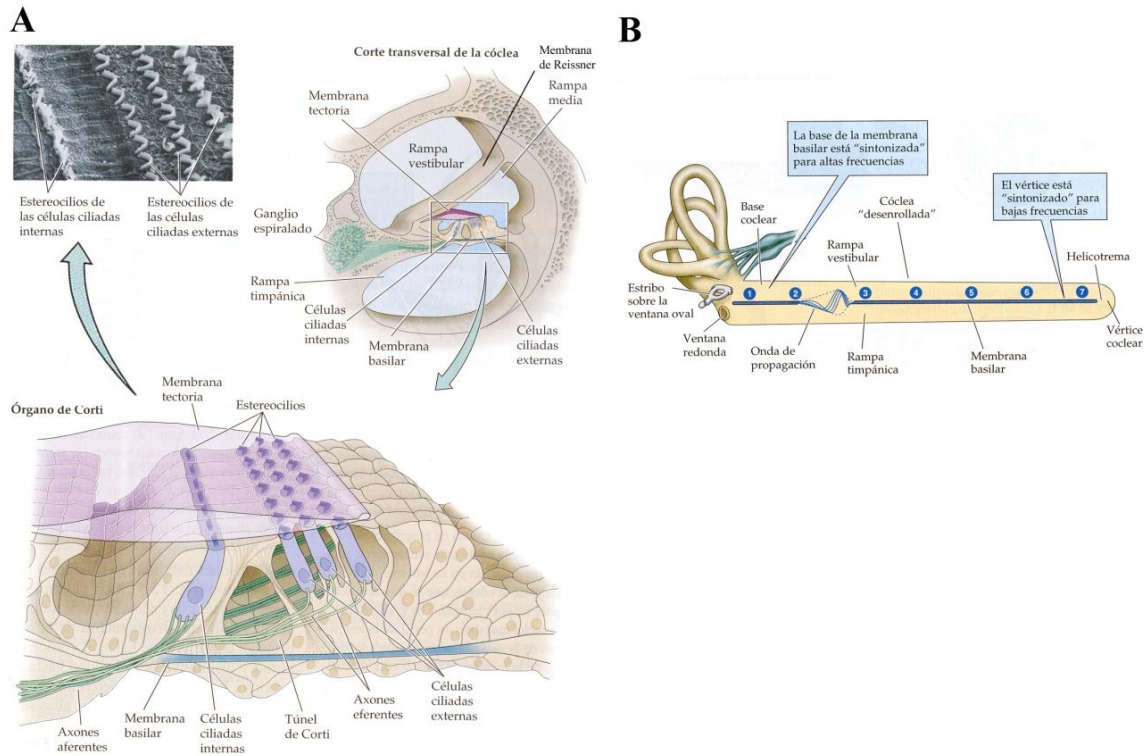 A
Estereocilios de
las células ciliadas
internas
Estereocilios de
las células
ciliadas externas
Corte transversal de la cóclea
Membrana
de Reissner
Rampa
media
Membrana
tectoria
Rampa
vestibular
Ganglio
espiralado
Rampa
timpánica
Células
ciliadas
internas
Membrana
basilar
Células
ciliadas
externas
Órgano de Corti
Membrana
tectoria
Estereocilios
Axones
aferentes
Membrana
basilar
Células
ciliadas
internas
Túnel
de Corti
Axones
eferentes
Células
ciliadas
externas
B
La base de la membrana
basilar está "sintonizada"
para altas frecuencias
El vértice está
"sintonizado" para
bajas frecuencias
Base
coclear
Cóclea
"desenrollada"
Rampa
vestibular
Helicotrema
Estribo
sobre la
ventana oval
1 2 3 4 5 6 7
Ventana
redonda
Onda de
propagación
Rampa
timpánica
Membrana
basilar
Vértice
coclear